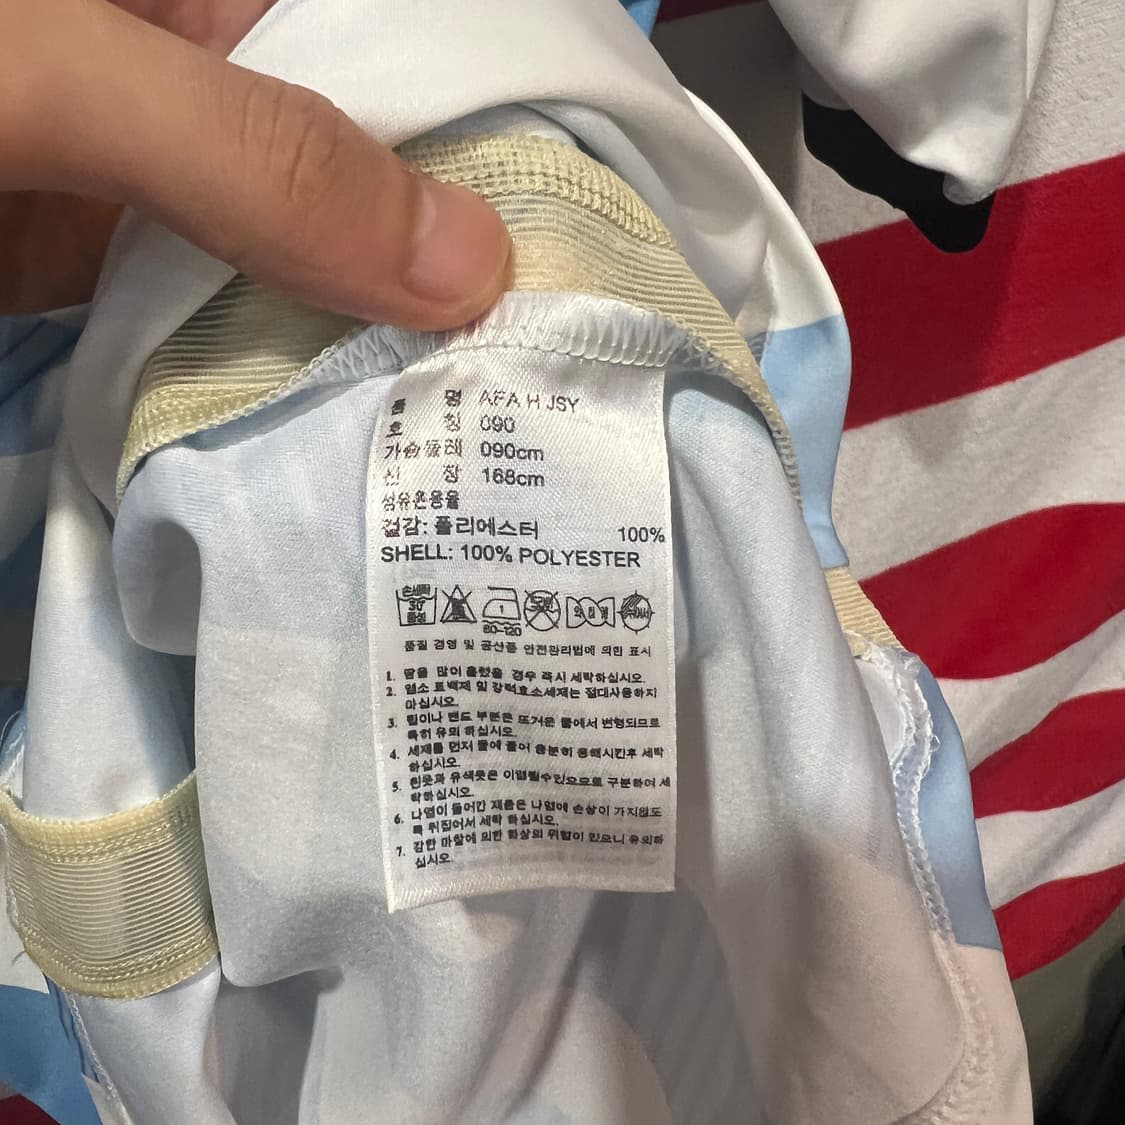 품 명 AFA H JSY
호 칭 090
가슴둘레 090cm
신 장 168cm
섬유혼용율
겉감: 폴리에스터 100%
SHELL: 100% POLYESTER
손세탁 30° 중성 1 80-120
품질 경영 및 공산품 안전관리법에 의한 표시
1. 땀을 많이 흘렸을 경우 즉시 세탁하십시오.
2. 염소 표백제 및 강력효소세제는 절대사용하지
마십시오.
3. 립이나 밴드 부분은 뜨거운 물에서 변형되므로
특히 유의 하십시오.
4. 세제를 먼저 물에 풀어 충분히 용해시킨후 세탁
하십시오.
5. 흰옷과 유색옷은 이염될수있으므로 구분하여 세
탁하십시오.
6. 나염이 들어간 제품은 나염에 손상이 가지않도
록 뒤집어서 세탁 하십시오.
7. 강한 마찰에 의한 화상의 위험이 있으니 유의하
십시오.